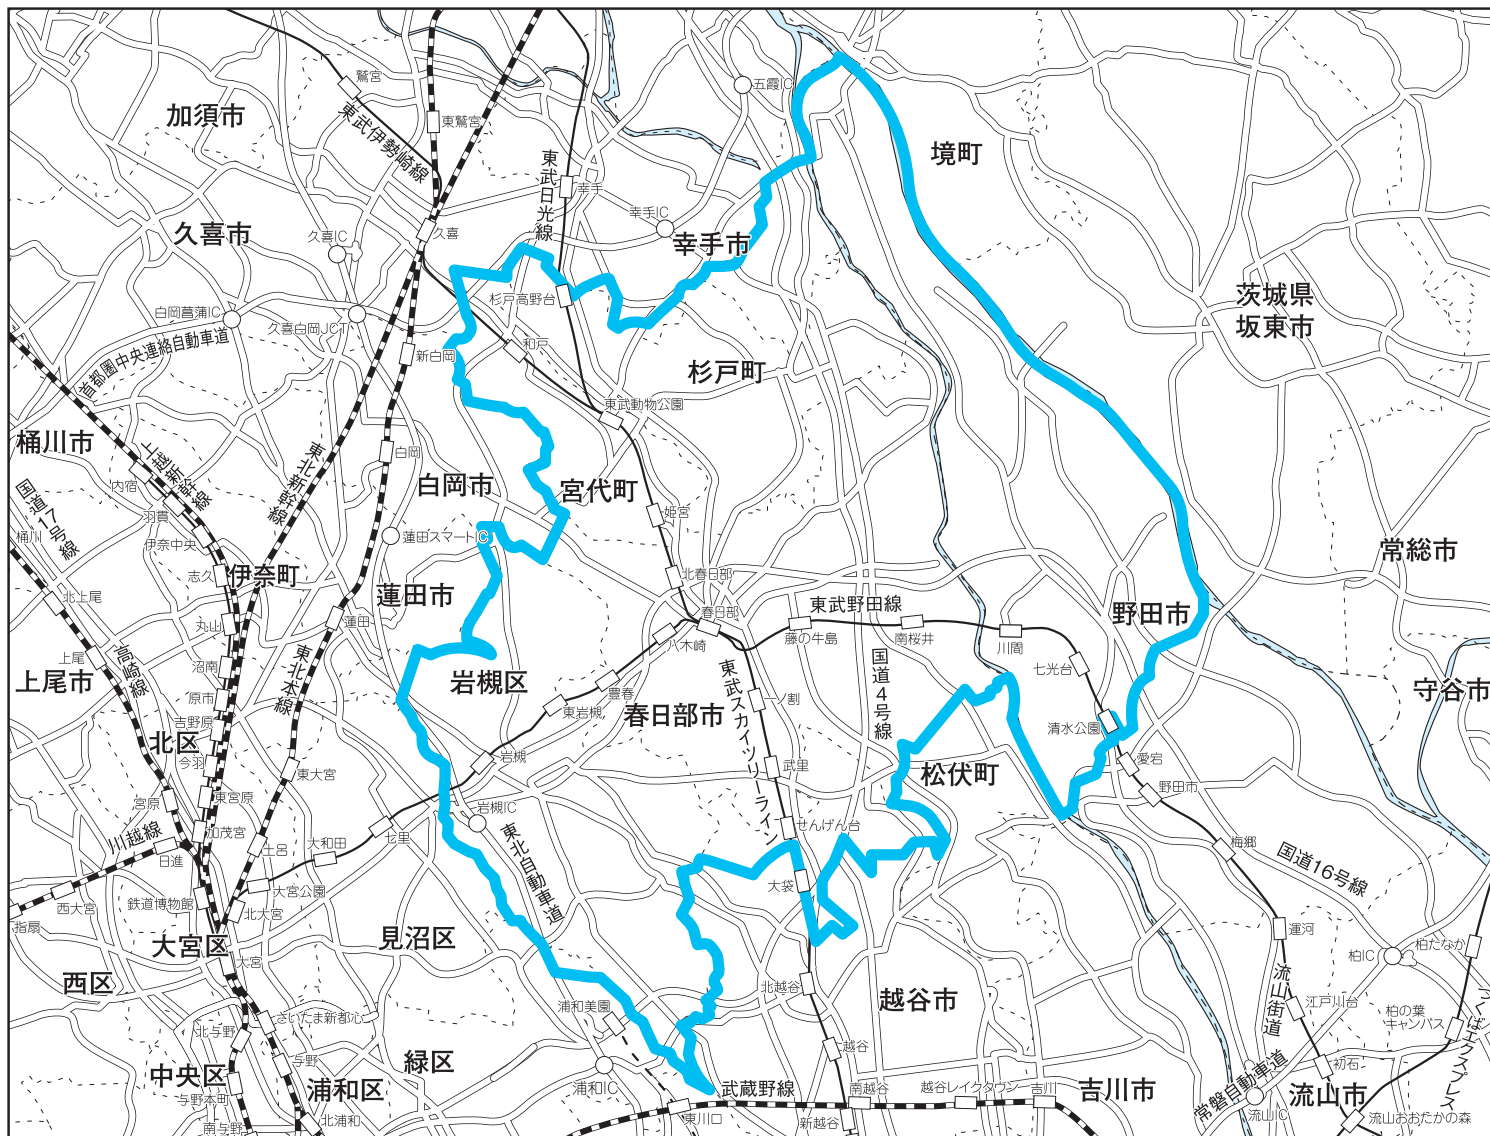 鷲宮
五霞IC
加須市
東鷲宮
東武伊勢崎線
境町
東武日光線
幸手
幸手IC
久喜市
久喜IC
久喜
幸手市
白岡菖蒲IC
久喜白岡JCT
杉戸高野台
茨城県
坂東市
首都圏中央連絡自動車道
新白岡
和戸
杉戸町
東武動物公園
桶川市
上越新幹線
東北新幹線
白岡
内宿
国道17号線
白岡市
宮代町
羽貫
姫宮
桶川
伊奈中央
蓮田スマートIC
常総市
志久
伊奈町
北春日部
北上尾
蓮田市
東武野田線
野田市
丸山
蓮田
春日部
藤の牛島
南桜井
川間
八木崎
上尾
高崎線
沼南
東北本線
国道4号線
七光台
上尾市
岩槻区
東武スカイツリーライン
守谷市
原市
豊春
一ノ割
吉野原
東岩槻
春日部市
清水公園
北区
今羽
岩槻
愛宕
東大宮
武里
松伏町
野田市
宮原
東宮原
岩槻IC
川越線
加茂宮
東北自動車道
せんげん台
七里
大和田
土呂
日進
梅郷
国道16号線
大宮公園
大袋
西大宮
鉄道博物館
北大宮
指扇
運河
見沼区
大宮区
柏たなか
柏IC
大宮
西区
北越谷
流山街道
越谷市
浦和美園
さいたま新都心
江戸川台
柏の葉
キャンパス
つくばエクスプレス
北与野
越谷
与野
緑区
初石
中央区
浦和区
浦和IC
武蔵野線
南越谷
越谷レイクタウン
吉川
吉川市
常磐自動車道
流山市
与野本町
北浦和
東川口
新越谷
流山IC
流山おおたかの森
南与野